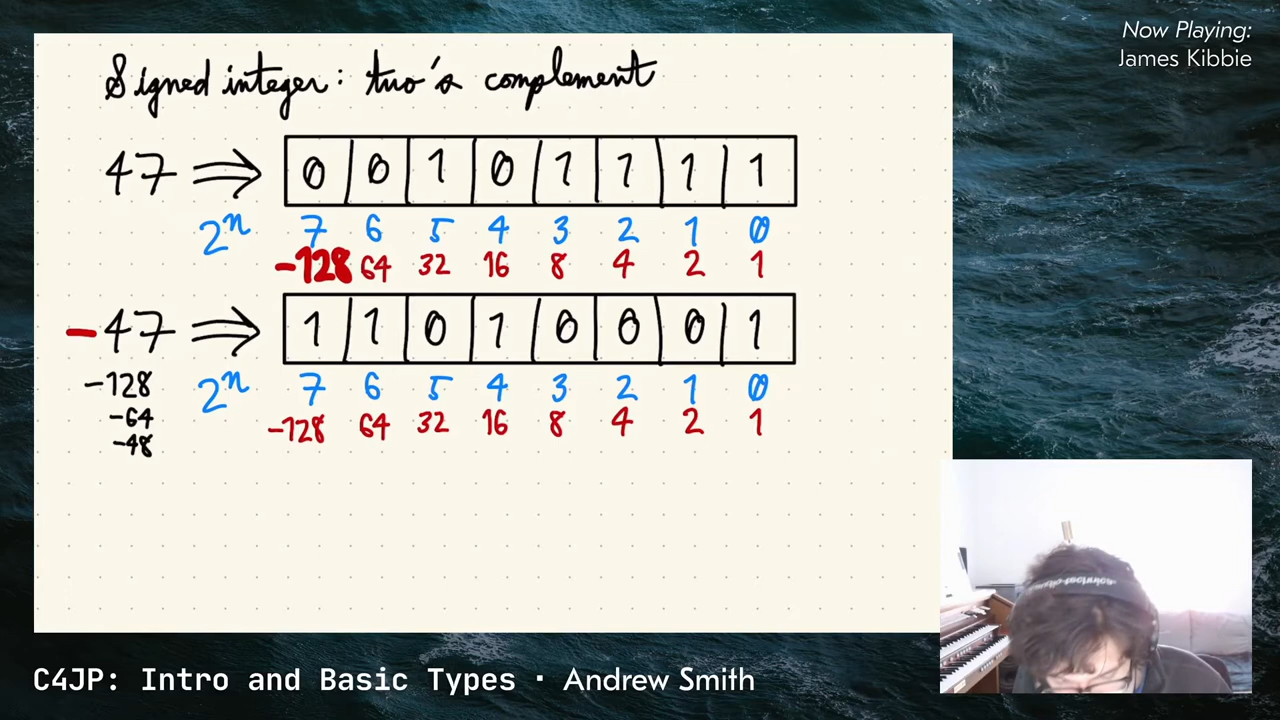 Now Playing:
James Kibbie
Signed integer: two's complement
47 ⇒ 0 0 1 0 1 1 1 1
2ⁿ 7 6 5 4 3 2 1 0
-128 64 32 16 8 4 2 1
-47 ⇒ 1 1 0 1 0 0 0 1
-128 2ⁿ 7 6 5 4 3 2 1 0
-64 -128 64 32 16 8 4 2 1
-48
C4JP: Intro and Basic Types · Andrew Smith